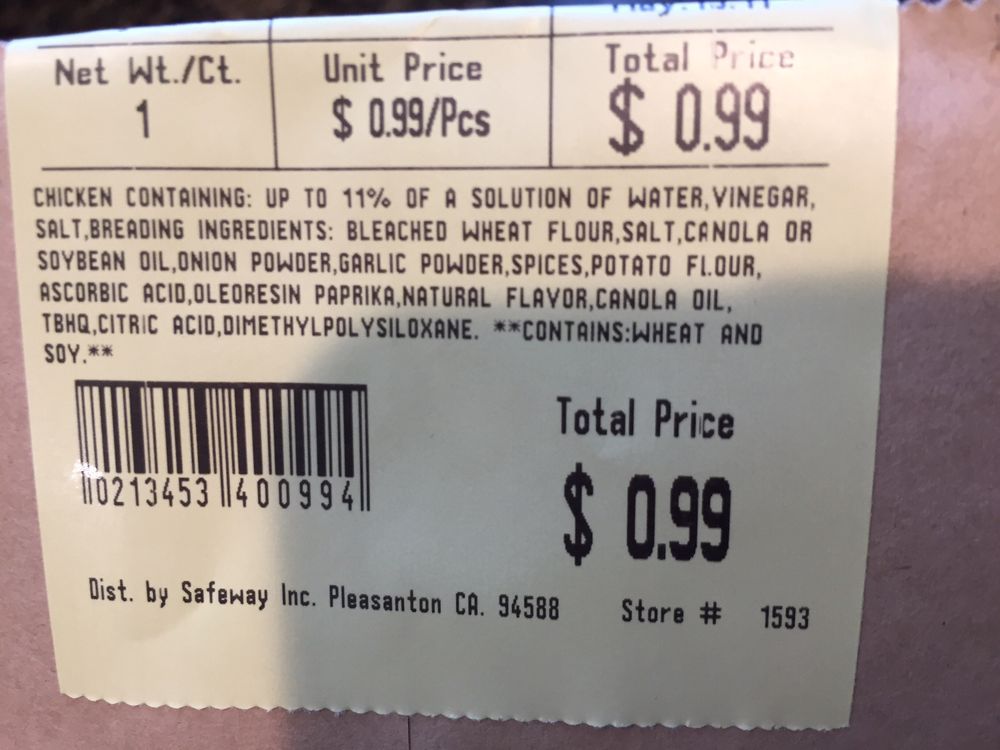 Net Wt./Ct. Unit Price Total Price
1 $ 0.99/Pcs $ 0.99
CHICKEN CONTAINING: UP TO 11% OF A SOLUTION OF WATER,VINEGAR,
SALT,BREADING INGREDIENTS: BLEACHED WHEAT FLOUR,SALT,CANOLA OR
SOYBEAN OIL,ONION POWDER,GARLIC POWDER,SPICES,POTATO FLOUR,
ASCORBIC ACID,OLEORESIN PAPRIKA,NATURAL FLAVOR,CANOLA OIL,
TBHQ,CITRIC ACID,DIMETHYLPOLYSILOXANE. **CONTAINS:WHEAT AND
SOY.**
Total Price
$ 0.99
0213453 400994
Dist. by Safeway Inc. Pleasanton CA. 94588 Store # 1593